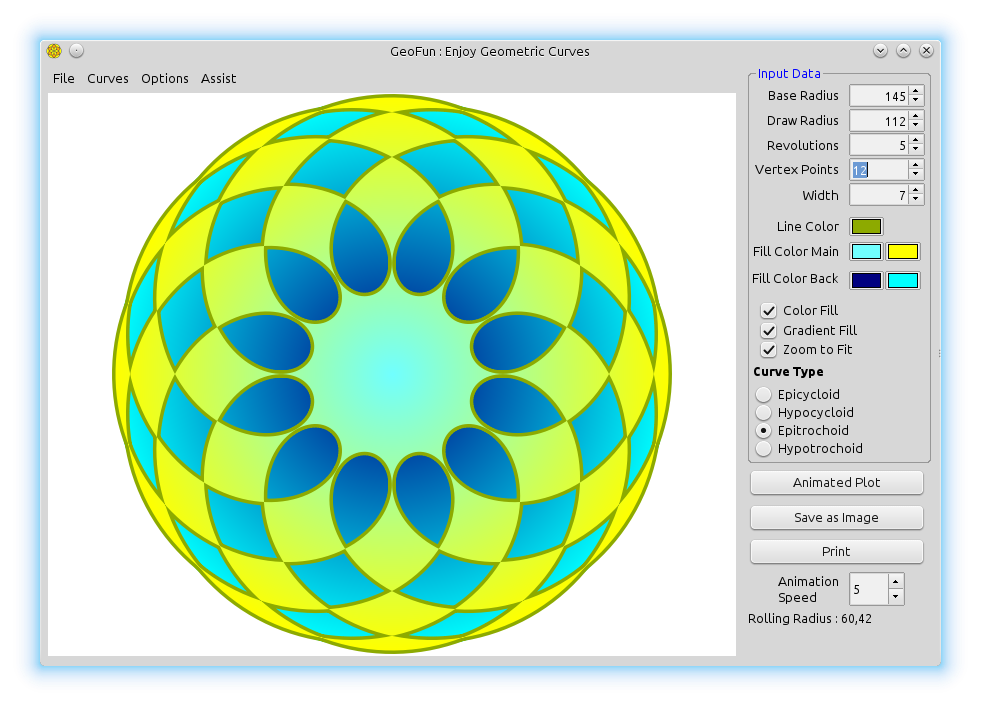 GeoFun : Enjoy Geometric Curves
File Curves Options Assist
Input Data
Base Radius 145
Draw Radius 112
Revolutions 5
Vertex Points 12
Width 7
Line Color
Fill Color Main
Fill Color Back
Color Fill
Gradient Fill
Zoom to Fit
Curve Type
Epicycloid
Hypocycloid
Epitrochoid
Hypotrochoid
Animated Plot
Save as Image
Print
Animation
Speed 5
Rolling Radius : 60,42